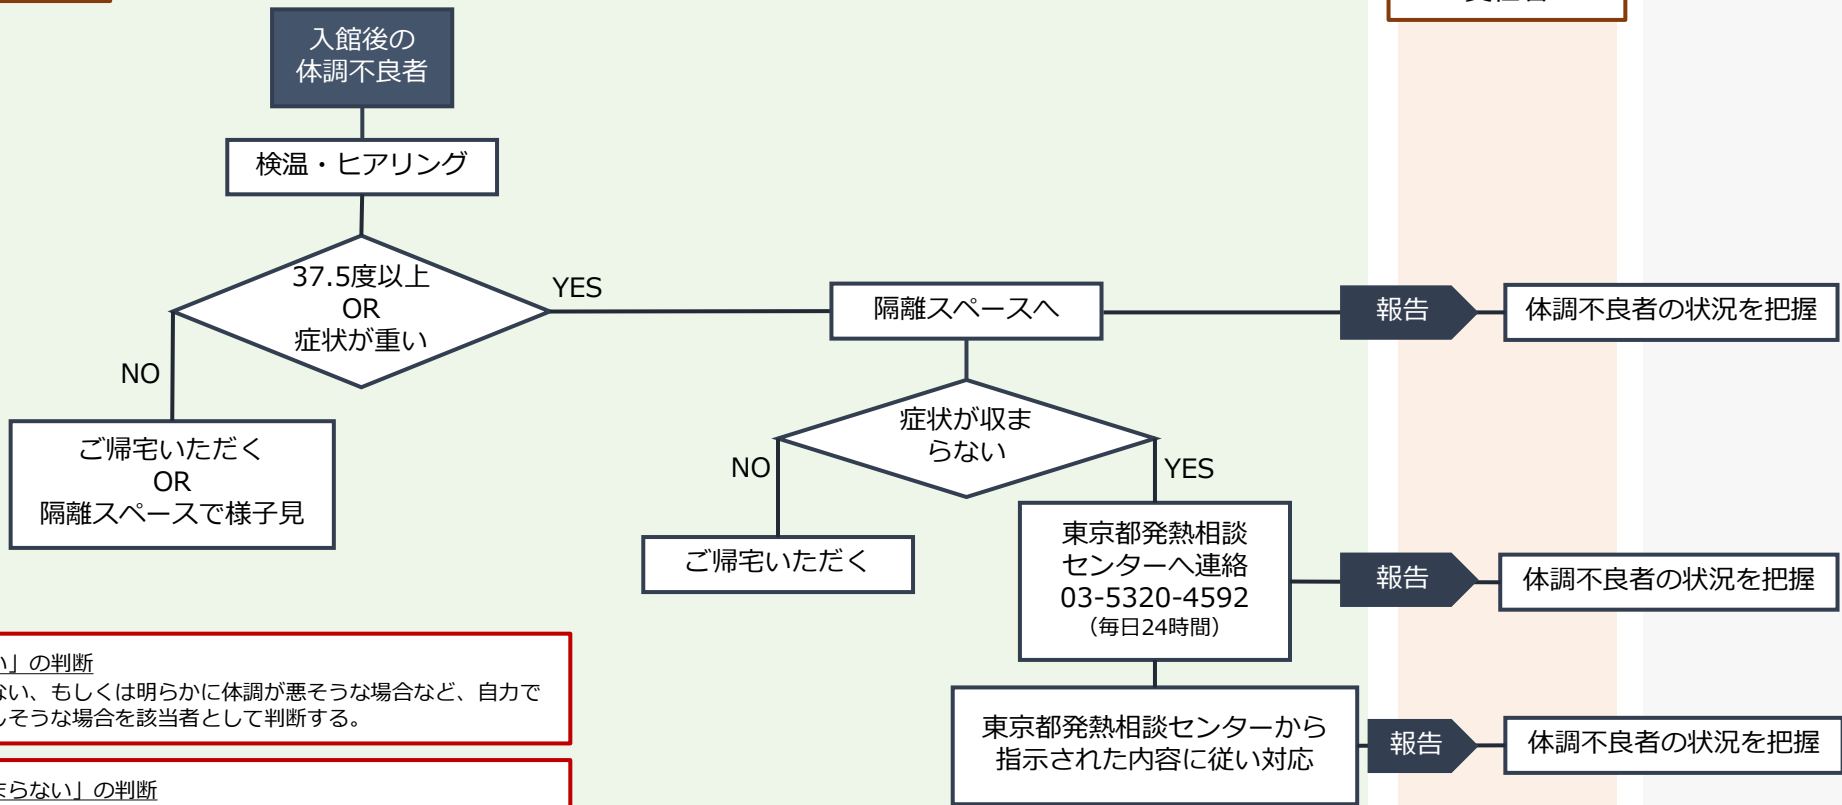 入館後の
体調不良者
検温・ヒアリング
37.5度以上
OR
症状が重い
YES
NO
ご帰宅いただく
OR
隔離スペースで様子見
隔離スペースへ
報告
体調不良者の状況を把握
症状が収ま
らない
NO
YES
ご帰宅いただく
東京都発熱相談
センターへ連絡
03-5320-4592
（毎日24時間）
報告
体調不良者の状況を把握
東京都発熱相談センターから
指示された内容に従い対応
報告
体調不良者の状況を把握
い」の判断
ない、もしくは明らかに体調が悪そうな場合など、自力で
しそうな場合を該当者として判断する。
まらない」の判断